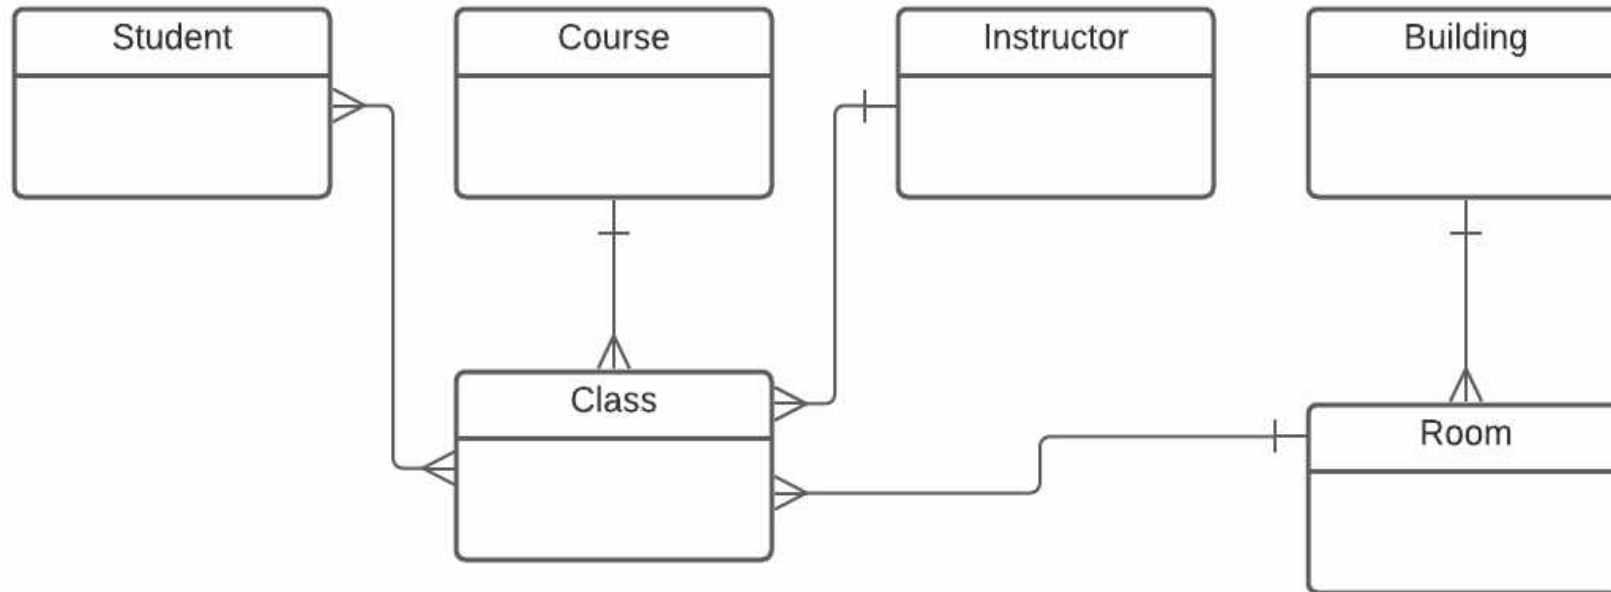 Student
Course
Instructor
Building
Class
Room